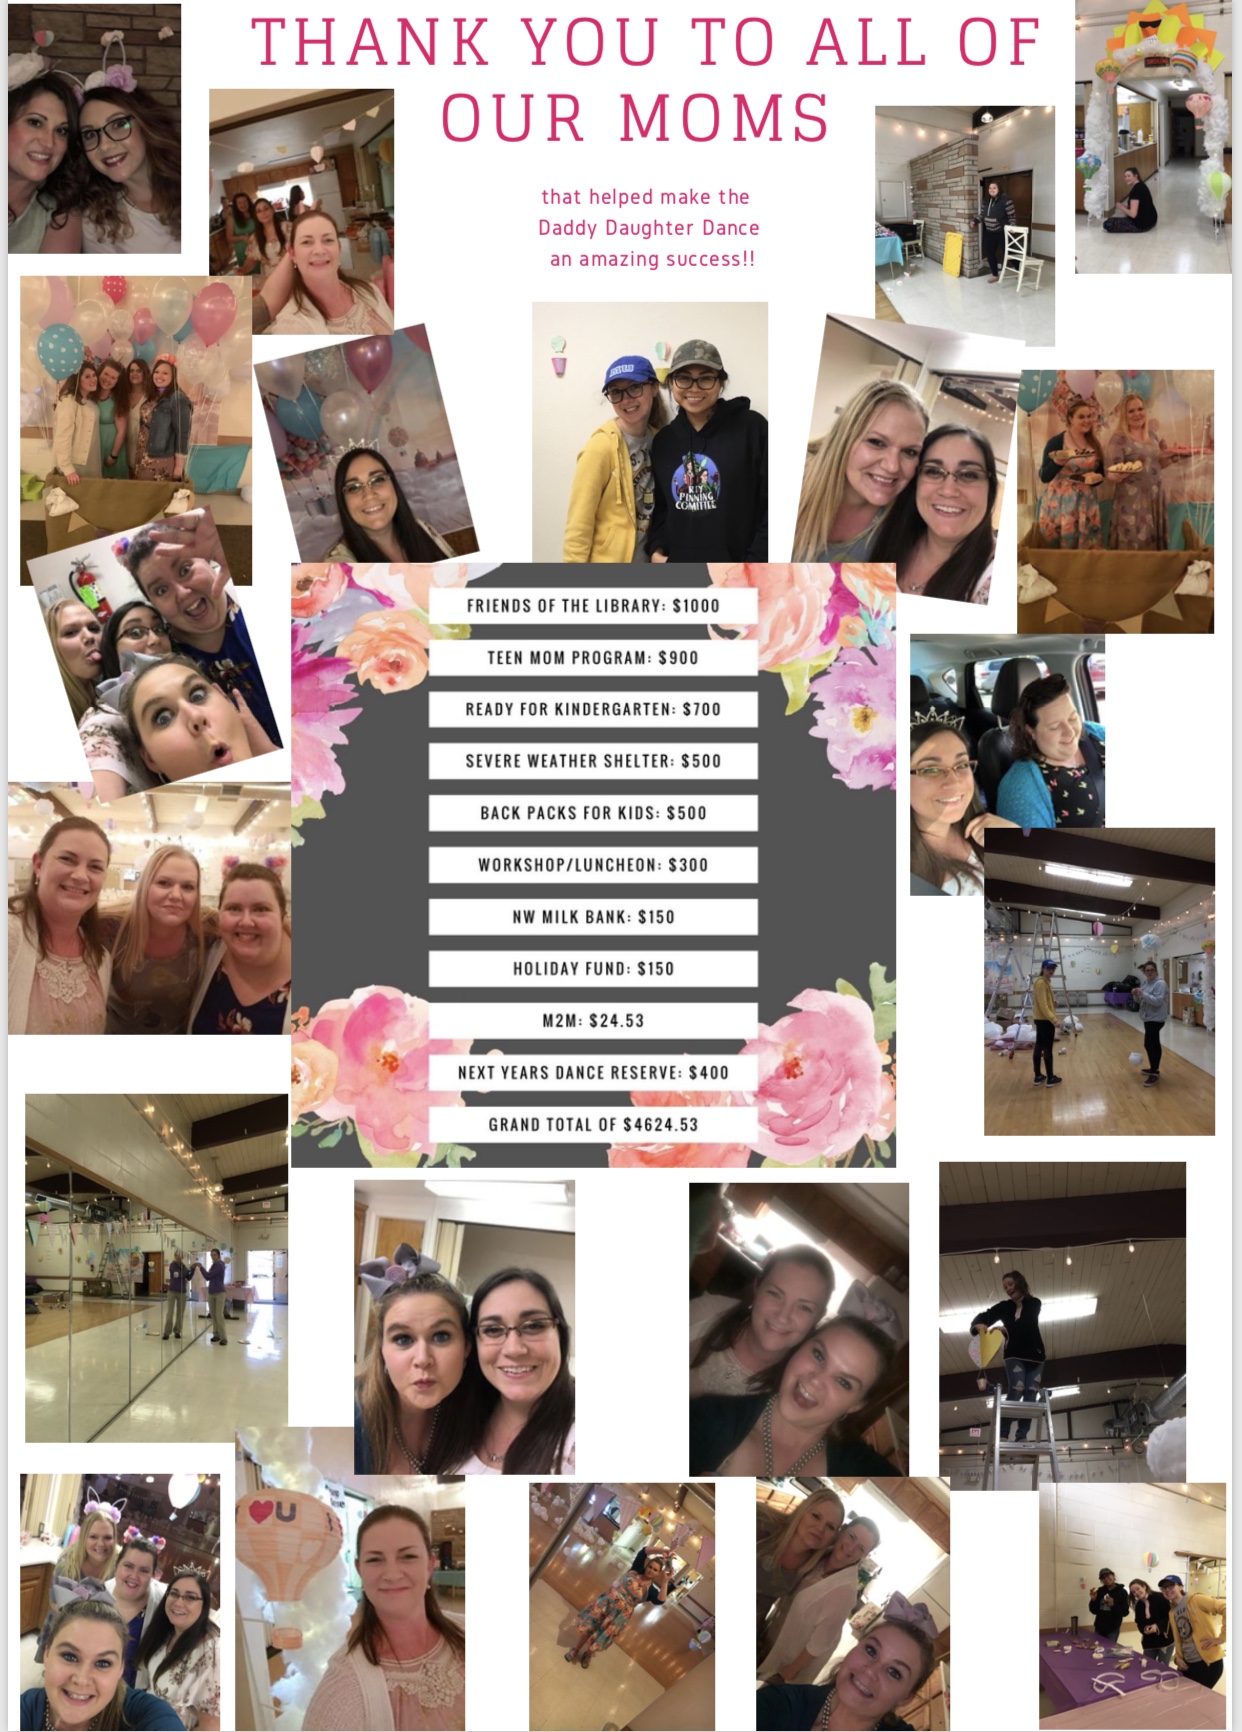 THANK YOU TO ALL OF
OUR MOMS
that helped make the
Daddy Daughter Dance
an amazing success!!
KEY
PINNING
COMITTEE
FRIENDS OF THE LIBRARY: $1000
TEEN MOM PROGRAM: $900
READY FOR KINDERGARTEN: $700
SEVERE WEATHER SHELTER: $500
BACK PACKS FOR KIDS: $500
WORKSHOP/LUNCHEON: $300
NW MILK BANK: $150
HOLIDAY FUND: $150
M2M: $24.53
NEXT YEARS DANCE RESERVE: $400
GRAND TOTAL OF $4624.53
I ❤ U